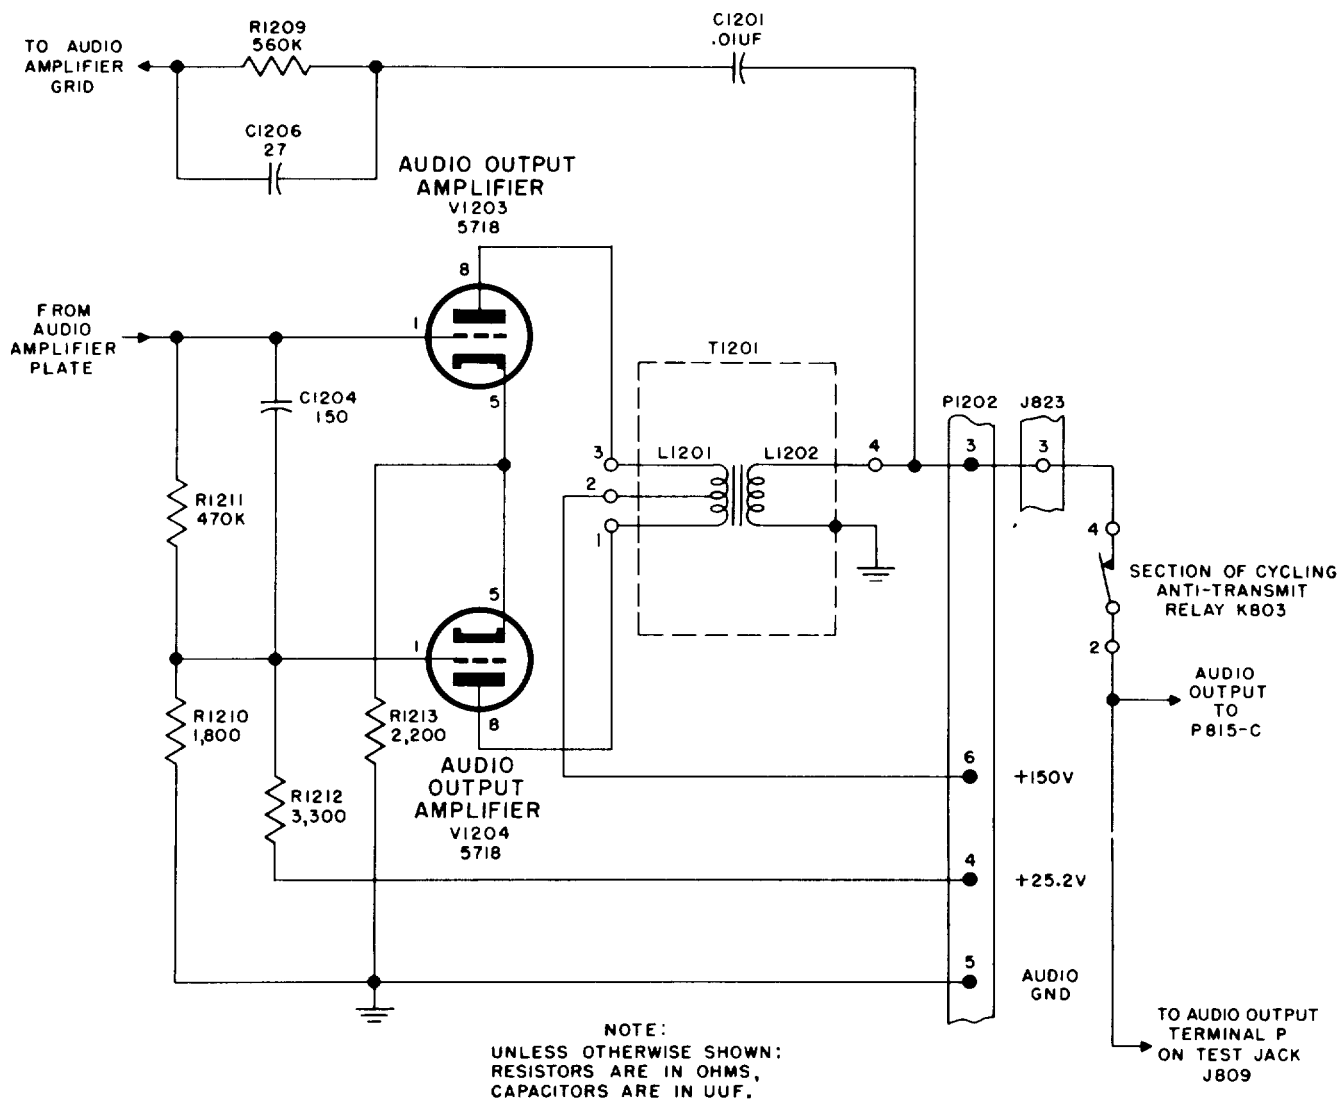 R1209
560K
C1201
.01UF
TO AUDIO
AMPLIFIER
GRID
C1206
27
AUDIO OUTPUT
AMPLIFIER
V1203
5718
8
1
5
FROM
AUDIO
AMPLIFIER
PLATE
C1204
150
T1201
P1202
J823
3
L1201
L1202
4
3
3
2
1
R1211
470K
4
SECTION OF CYCLING
ANTI-TRANSMIT
RELAY K803
2
5
1
8
AUDIO
OUTPUT
TO
P815-C
R1210
1,800
R1213
2,200
AUDIO
OUTPUT
AMPLIFIER
V1204
5718
R1212
3,300
6
+150V
4
+25.2V
5
AUDIO
GND
TO AUDIO OUTPUT
TERMINAL P
ON TEST JACK
J809
NOTE:
UNLESS OTHERWISE SHOWN:
RESISTORS ARE IN OHMS,
CAPACITORS ARE IN UUF.